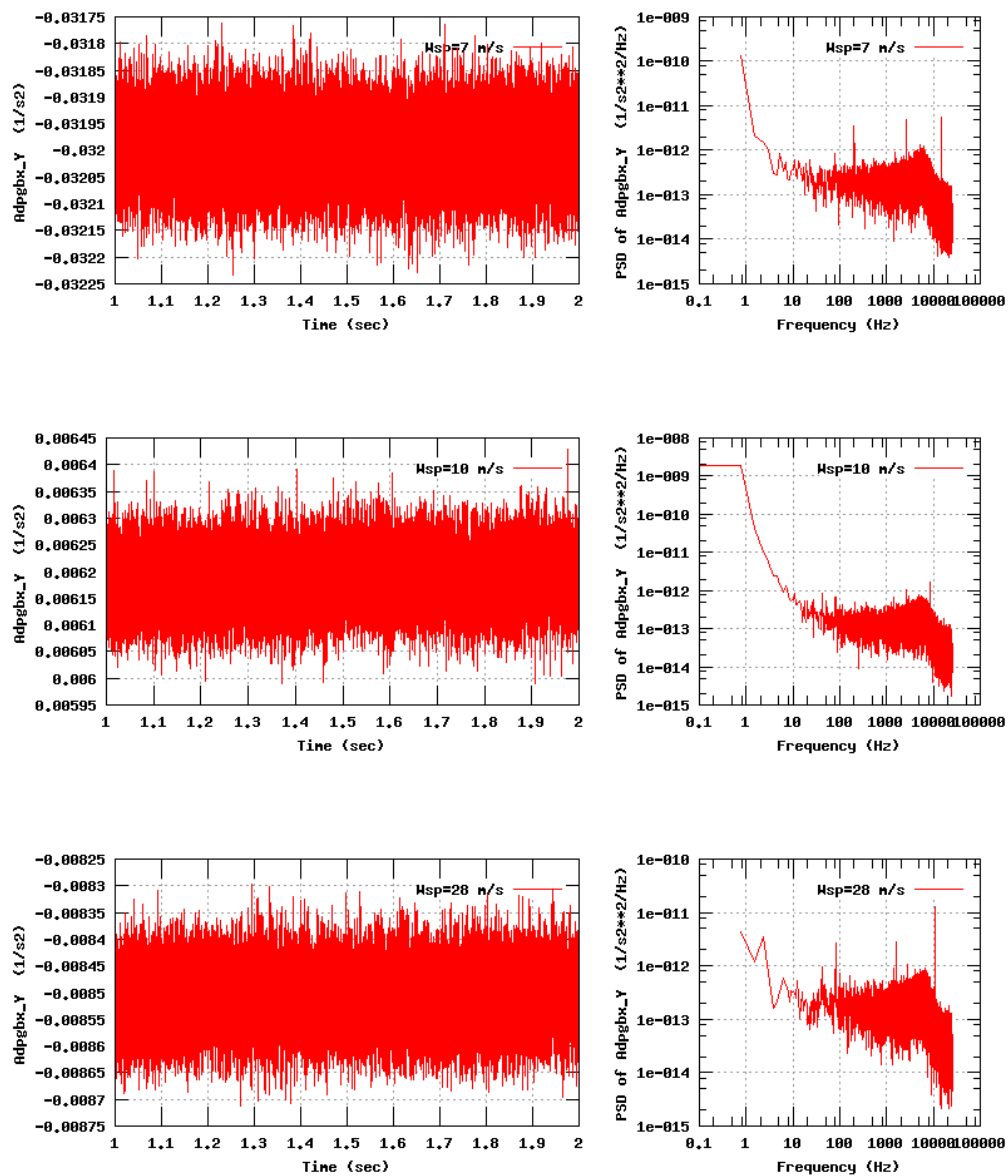 -0.03175
-0.0318
-0.03185
-0.0319
-0.03195
-0.032
-0.03205
-0.0321
-0.03215
-0.0322
-0.03225
Adpgbx_Y (1/s2)
Wsp=7 m/s
1 1.1 1.2 1.3 1.4 1.5 1.6 1.7 1.8 1.9 2
Time (sec)
1e-009
1e-010
1e-011
1e-012
1e-013
1e-014
1e-015
PSD of Adpgbx_Y (1/s2**2/Hz)
Wsp=7 m/s
0.1 1 10 100 1000 10000 100000
Frequency (Hz)
0.00645
0.0064
0.00635
0.0063
0.00625
0.0062
0.00615
0.0061
0.00605
0.006
0.00595
Adpgbx_Y (1/s2)
Wsp=10 m/s
1 1.1 1.2 1.3 1.4 1.5 1.6 1.7 1.8 1.9 2
Time (sec)
1e-008
1e-009
1e-010
1e-011
1e-012
1e-013
1e-014
1e-015
PSD of Adpgbx_Y (1/s2**2/Hz)
Wsp=10 m/s
0.1 1 10 100 1000 10000 100000
Frequency (Hz)
-0.00825
-0.0083
-0.00835
-0.0084
-0.00845
-0.0085
-0.00855
-0.0086
-0.00865
-0.0087
-0.00875
Adpgbx_Y (1/s2)
Wsp=28 m/s
1 1.1 1.2 1.3 1.4 1.5 1.6 1.7 1.8 1.9 2
Time (sec)
1e-010
1e-011
1e-012
1e-013
1e-014
1e-015
PSD of Adpgbx_Y (1/s2**2/Hz)
Wsp=28 m/s
0.1 1 10 100 1000 10000 100000
Frequency (Hz)